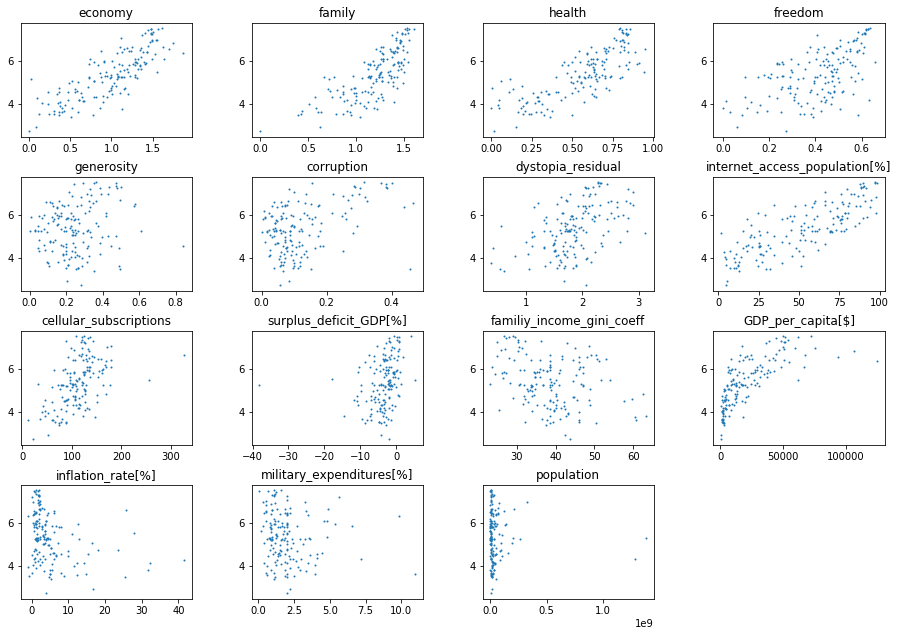 economy family health freedom
6
4
0.0 0.5 1.0 1.5
6
4
0.0 0.5 1.0 1.5
6
4
0.00 0.25 0.50 0.75 1.00
6
4
0.0 0.2 0.4 0.6
generosity corruption dystopia_residual internet_access_population[%]
6
4
0.0 0.2 0.4 0.6 0.8
6
4
0.0 0.2 0.4
6
4
1 2 3
6
4
0 25 50 75 100
cellular_subscriptions surplus_deficit_GDP[%] familiy_income_gini_coeff GDP_per_capita[$]
6
4
0 100 200 300
6
4
−40 −30 −20 −10 0
6
4
30 40 50 60
6
4
0 50000 100000
inflation_rate[%] military_expenditures[%] population
6
4
0 10 20 30 40
6
4
0.0 2.5 5.0 7.5 10.0
6
4
0.0 0.5 1.0
1e9